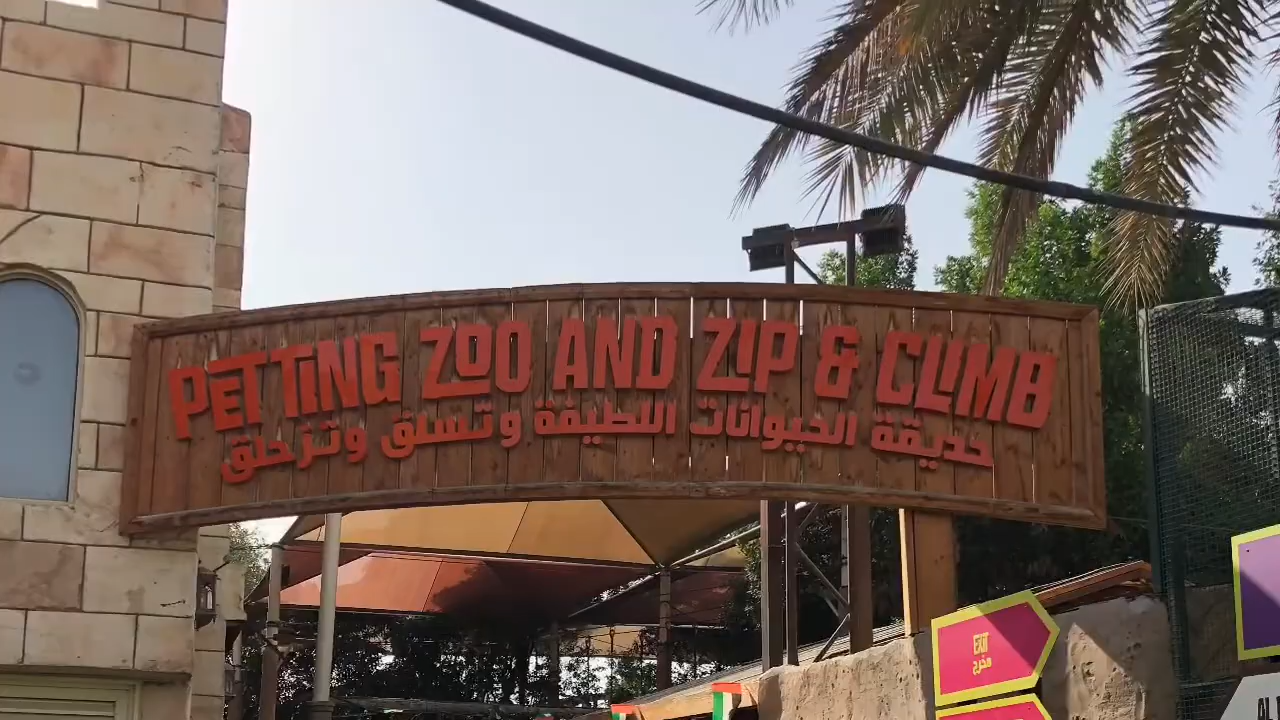 PETTING ZOO AND ZIP & CLIMB
حديقة الحيوانات اللطيفة وتسلق وتزحلق
EXIT
مخرج